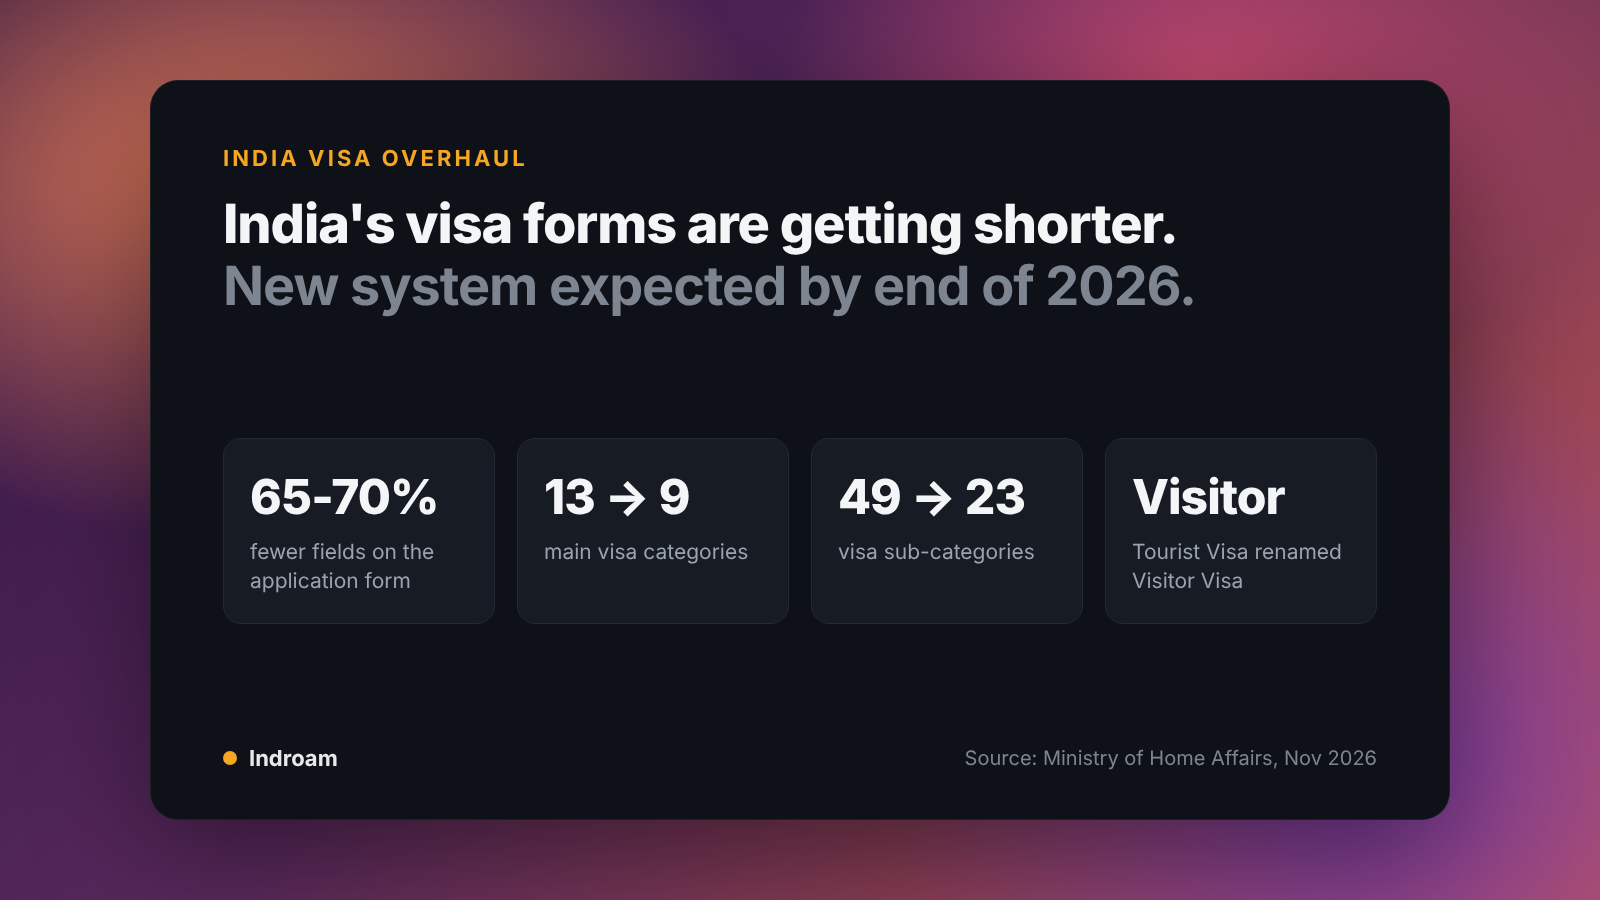 INDIA VISA OVERHAUL
India's visa forms are getting shorter.
New system expected by end of 2026.
65-70%
fewer fields on the
application form
13 → 9
main visa categories
49 → 23
visa sub-categories
Visitor
Tourist Visa renamed
Visitor Visa
Indroam
Source: Ministry of Home Affairs, Nov 2026